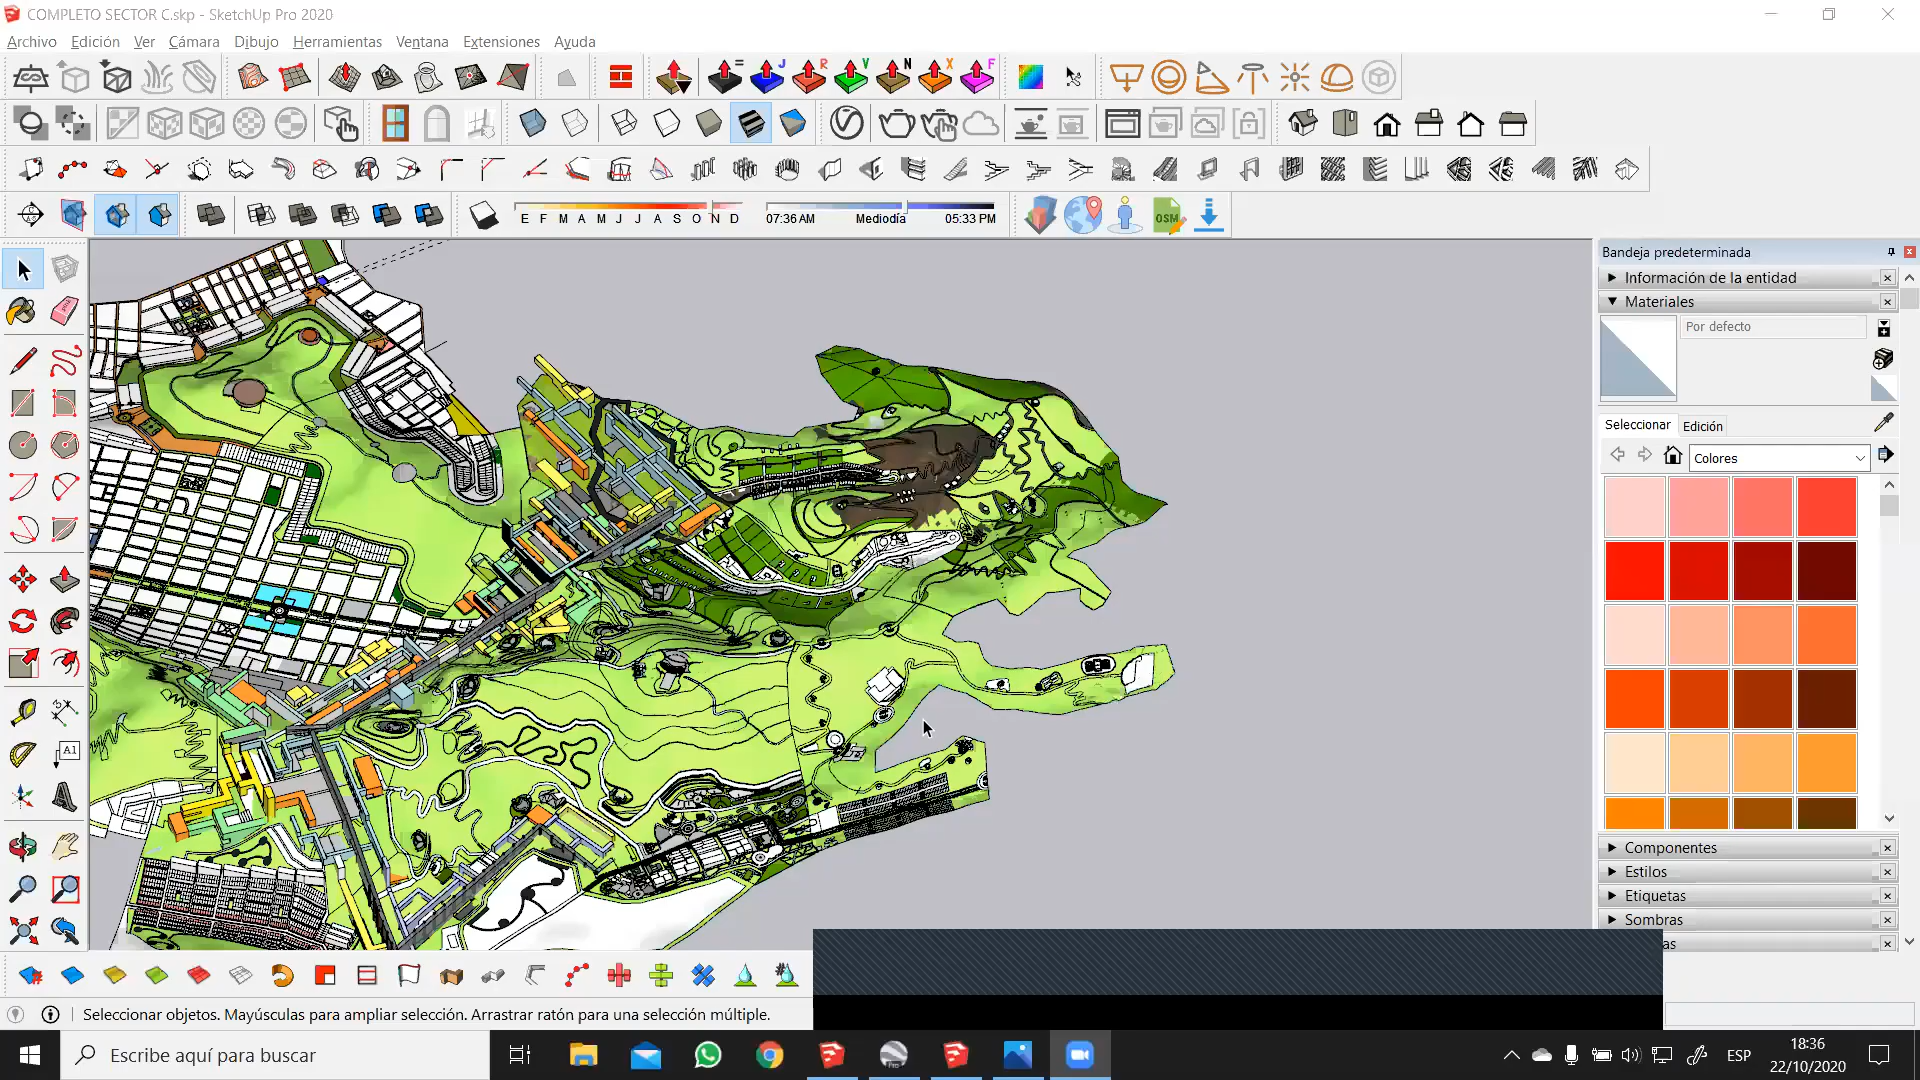 COMPLETO SECTOR C.skp - SketchUp Pro 2020
Archivo Edición Ver Cámara Dibujo Herramientas Ventana Extensiones Ayuda
= J R V N X F
E F M A M J J A S O N D
07:36 AM Mediodía 05:33 PM
OSM
Bandeja predeterminada
Información de la entidad
Materiales
Por defecto
Seleccionar Edición
Colores
A1
Componentes
Estilos
Etiquetas
Sombras
as
Seleccionar objetos. Mayúsculas para ampliar selección. Arrastrar ratón para una selección múltiple.
Escribe aquí para buscar
ESP
18:36
22/10/2020